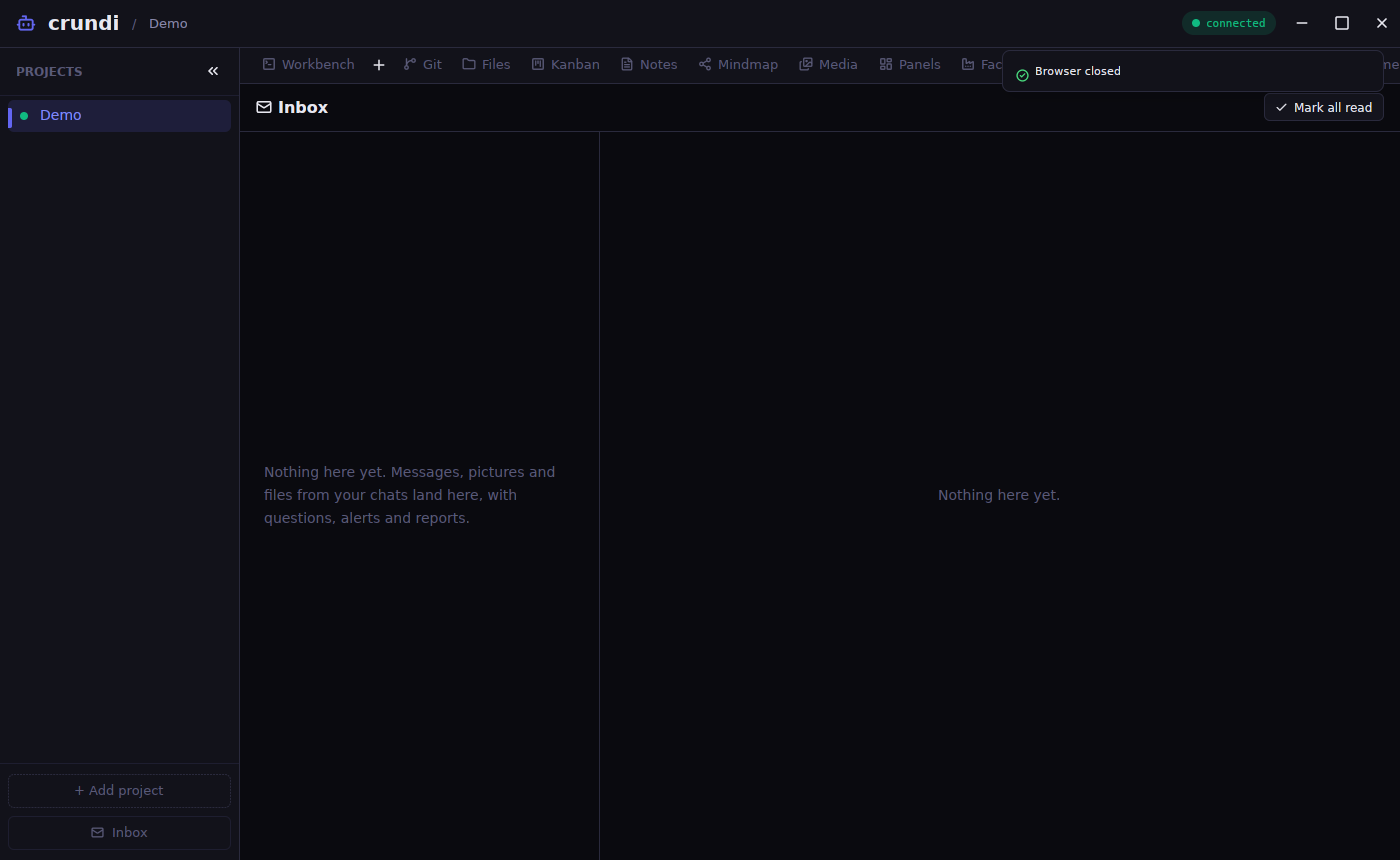 crundi / Demo
connected
PROJECTS
Workbench + Git Files Kanban Notes Mindmap Media Panels Fac
Browser closed
Demo
Inbox
Mark all read
Nothing here yet. Messages, pictures and
files from your chats land here, with
questions, alerts and reports.
Nothing here yet.
+ Add project
Inbox